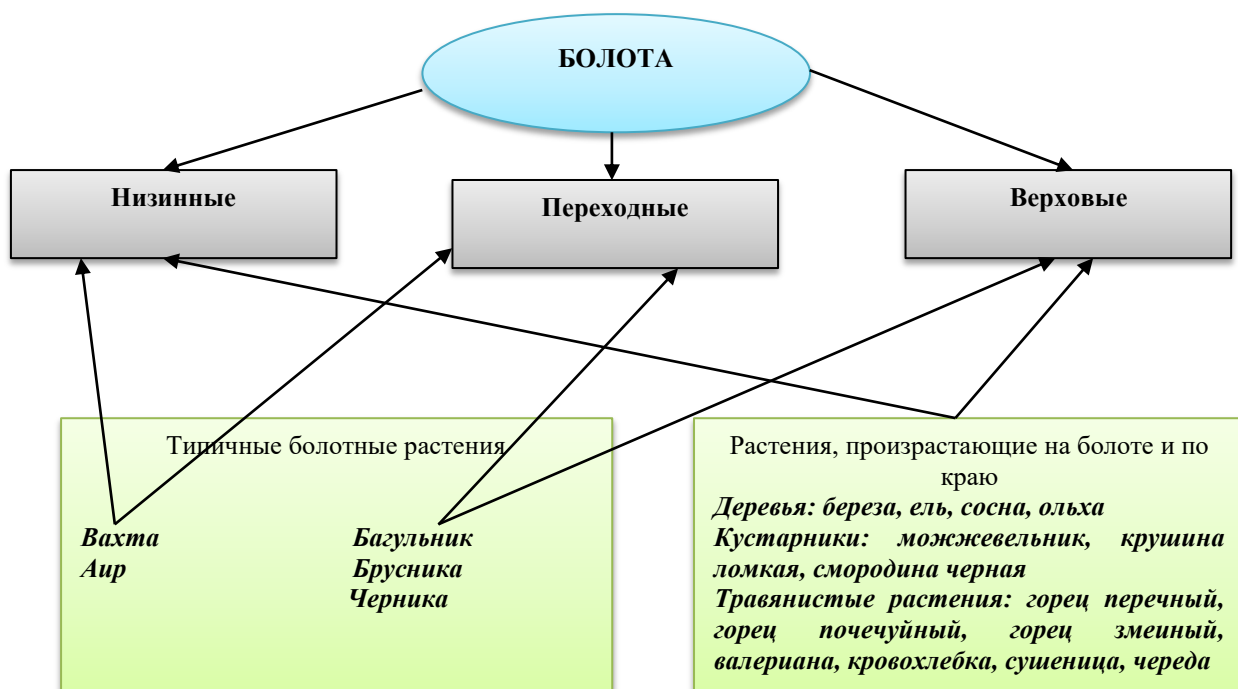 БОЛОТА
Низинные
Переходные
Верховые
Типичные болотные растения
Вахта
Аир
Багульник
Брусника
Черника
Растения, произрастающие на болоте и по
краю
Деревья: береза, ель, сосна, ольха
Кустарники: можжевельник, крушина
ломкая, смородина черная
Травянистые растения: горец перечный,
горец почечуйный, горец змеиный,
валериана, кровохлебка, сушеница, череда